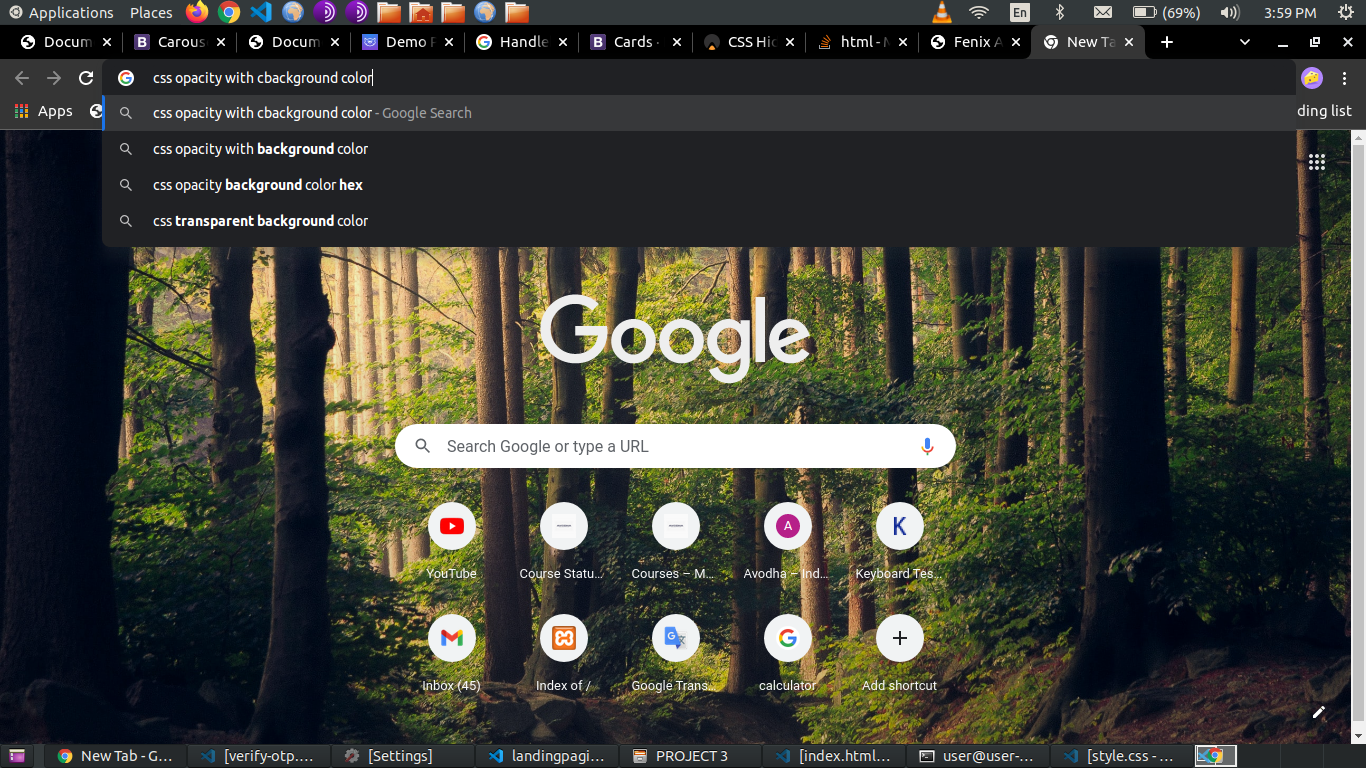 Applications Places En (69%) 3:59 PM
Docum Carous Docum Demo F Handle Cards - CSS Hid html - M Fenix A New Ta
css opacity with cbackground color
Apps ding list
css opacity with cbackground color - Google Search
css opacity with background color
css opacity background color hex
css transparent background color
Google
Search Google or type a URL
A K
YouTube Course Statu... Courses – M... Avodha – Ind... Keyboard Tes...
Inbox (45) Index of / Google Trans... calculator Add shortcut
New Tab - G... [verify-otp.... [Settings] landingpagi... PROJECT 3 [index.html... user@user-... [style.css - ...